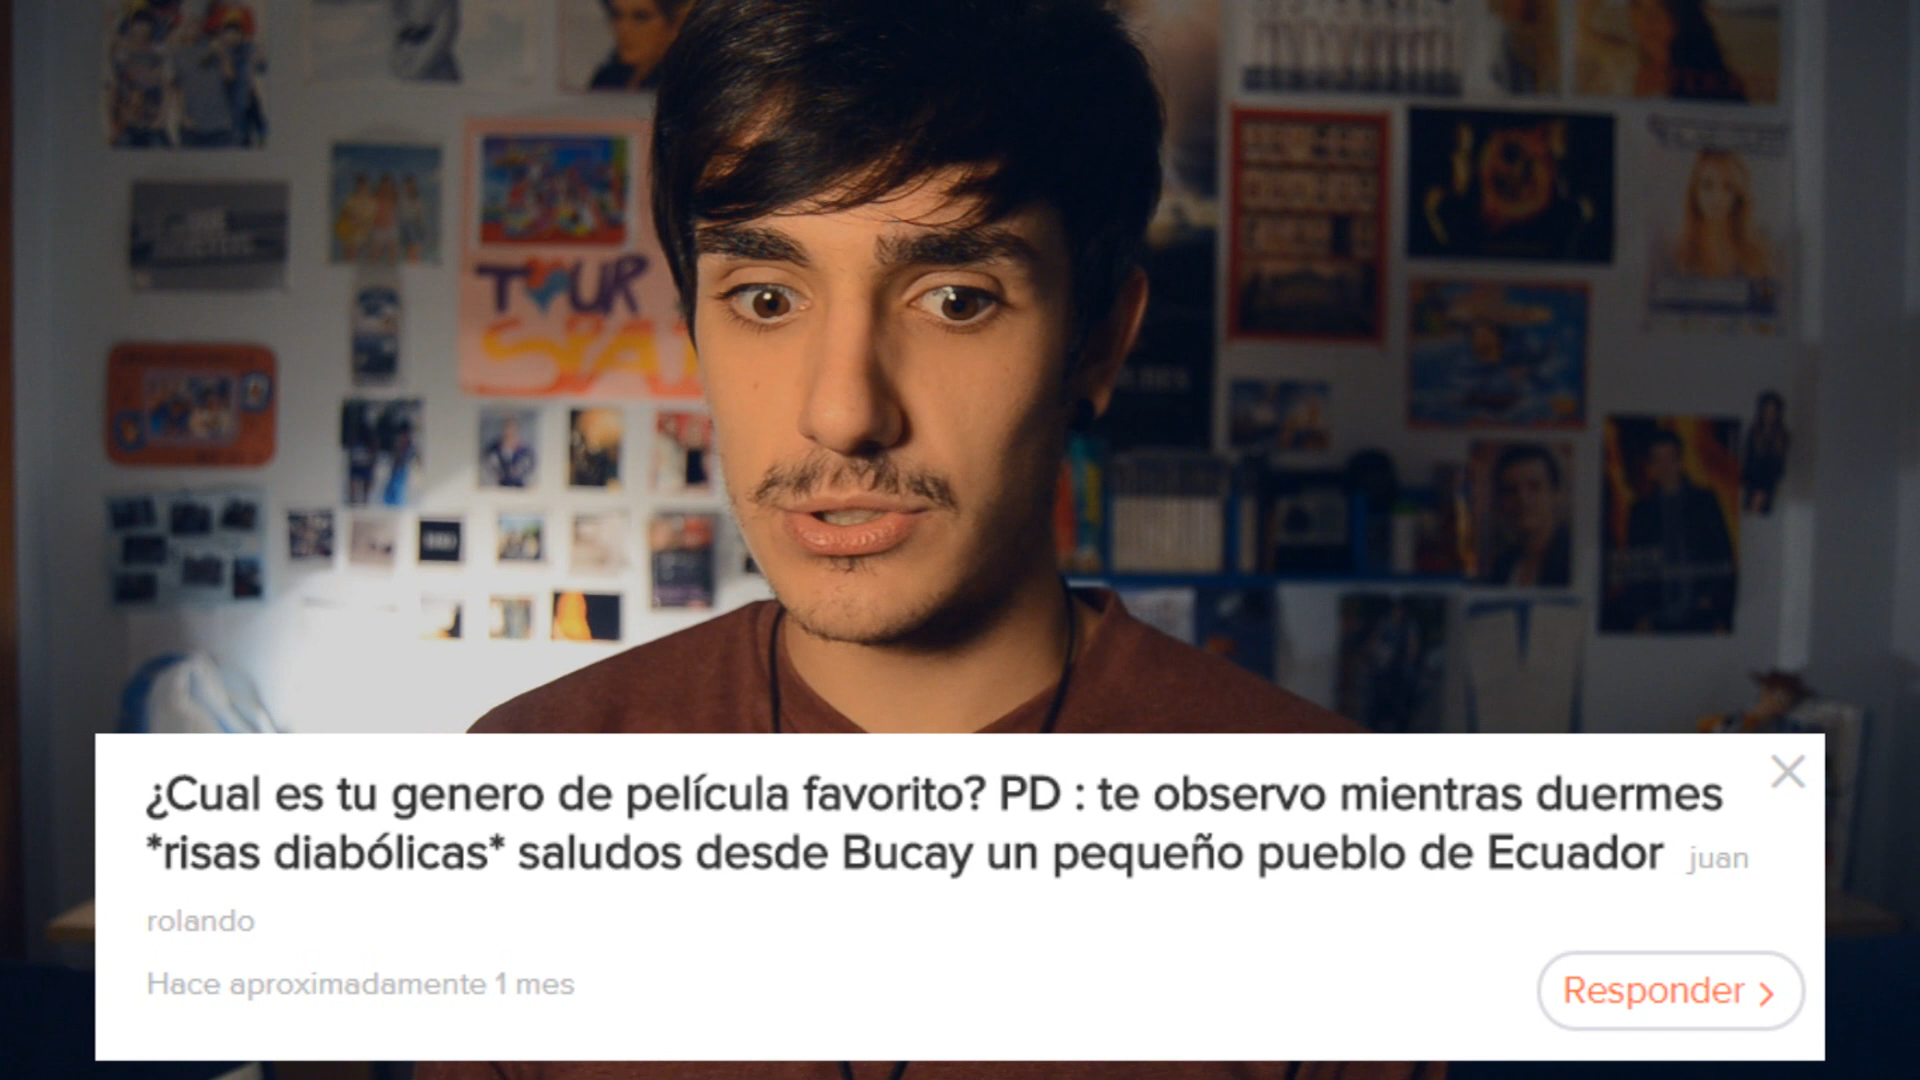 TOUR
¿Cual es tu genero de película favorito? PD : te observo mientras duermes
*risas diabólicas* saludos desde Bucay un pequeño pueblo de Ecuador juan
rolando
Hace aproximadamente 1 mes
Responder >